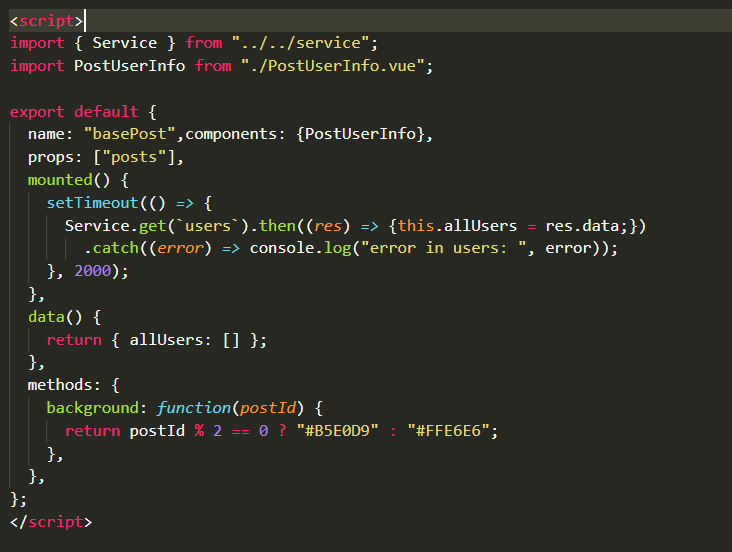 <script>
import { Service } from "../../service";
import PostUserInfo from "./PostUserInfo.vue";
export default {
name: "basePost",components: {PostUserInfo},
props: ["posts"],
mounted() {
setTimeout(() => {
Service.get(`users`).then((res) => {this.allUsers = res.data;})
.catch((error) => console.log("error in users: ", error));
}, 2000);
},
data() {
return { allUsers: [] };
},
methods: {
background: function(postId) {
return postId % 2 == 0 ? "#B5E0D9" : "#FFE6E6";
},
},
};
</script>